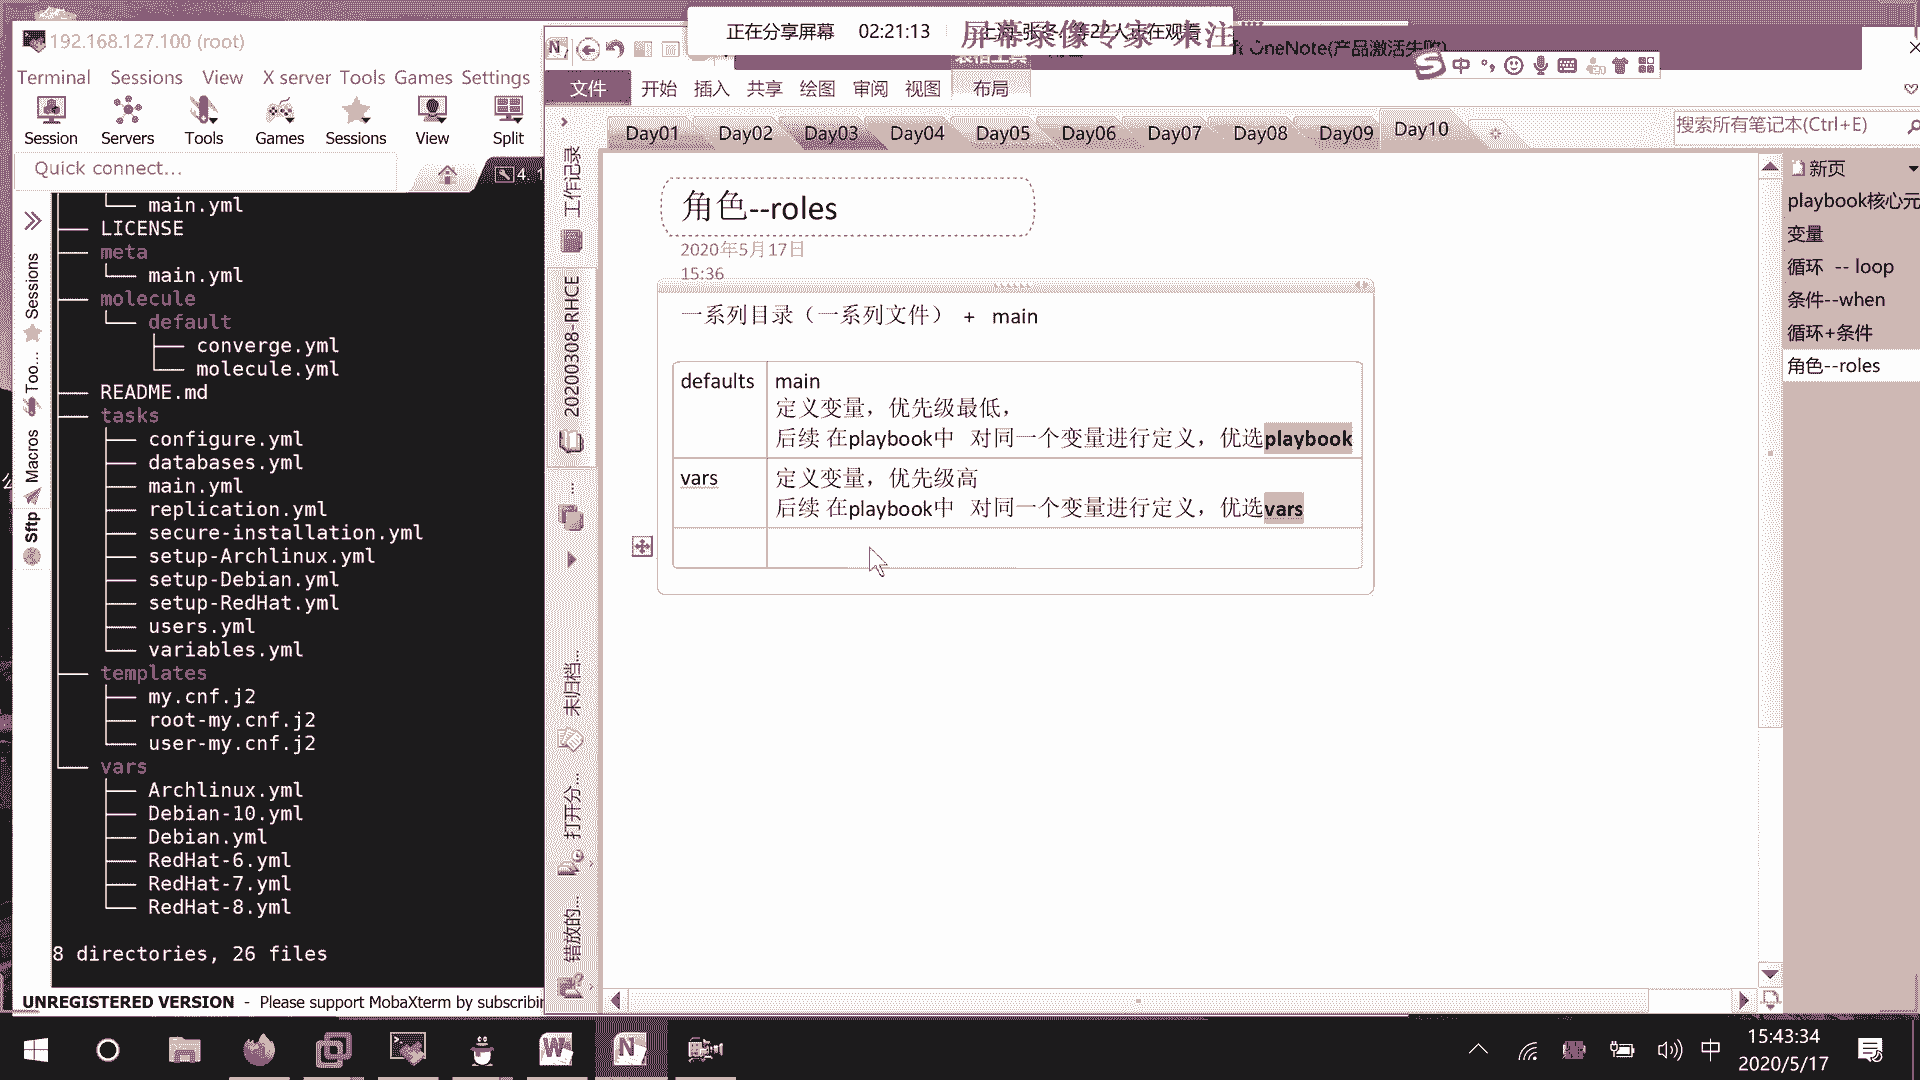 正在分享屏幕 02:21:13
屏幕录像专家 未注
192.168.127.100 (root)
OneNote(产品激活失败)
Terminal Sessions View X server Tools Games Settings
Session Servers Tools Games Sessions View Split
Quick connect...
4. 1
文件 开始 插入 共享 绘图 审阅 视图 布局
Day01 Day02 Day03 Day04 Day05 Day06 Day07 Day08 Day09 Day10
搜索所有笔记本(Ctrl+E)
Sessions
Too...
Macros
Sftp
main.yml
LICENSE
meta
main.yml
molecule
default
converge.yml
molecule.yml
README.md
tasks
configure.yml
databases.yml
main.yml
replication.yml
secure-installation.yml
setup-Archlinux.yml
setup-Debian.yml
setup-RedHat.yml
users.yml
variables.yml
templates
my.cnf.j2
root-my.cnf.j2
user-my.cnf.j2
vars
Archlinux.yml
Debian-10.yml
Debian.yml
RedHat-6.yml
RedHat-7.yml
RedHat-8.yml
8 directories, 26 files
UNREGISTERED VERSION - Please support MobaXterm by subscribin
工作记录
20200308-RHCE
未归档...
打开分...
错放的...
角色--roles
2020年5月17日
15:36
一系列目录（一系列文件） + main
defaults main
定义变量，优先级最低，
后续 在playbook中 对同一个变量进行定义，优选playbook
vars 定义变量，优先级高
后续 在playbook中 对同一个变量进行定义，优选vars
新页
playbook核心元
变量
循环 -- loop
条件--when
循环+条件
角色--roles
中
15:43:34
2020/5/17